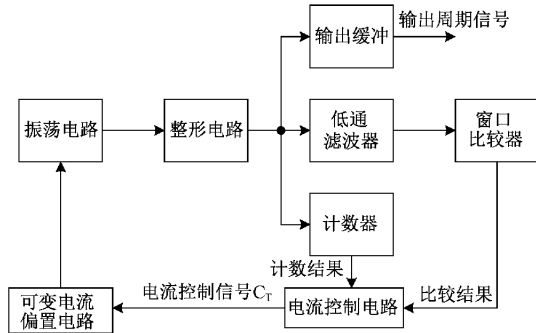 输出缓冲
输出周期信号
振荡电路
整形电路
低通
滤波器
窗口
比较器
计数器
计数结果
比较结果
可变电流
偏置电路
电流控制信号C_T
电流控制电路